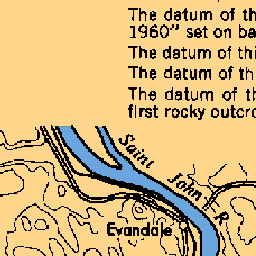 The datum of th
1960" set on ba
The datum of thi
The datum of th
The datum of th
first rocky outcro
Saint John R
Evandale